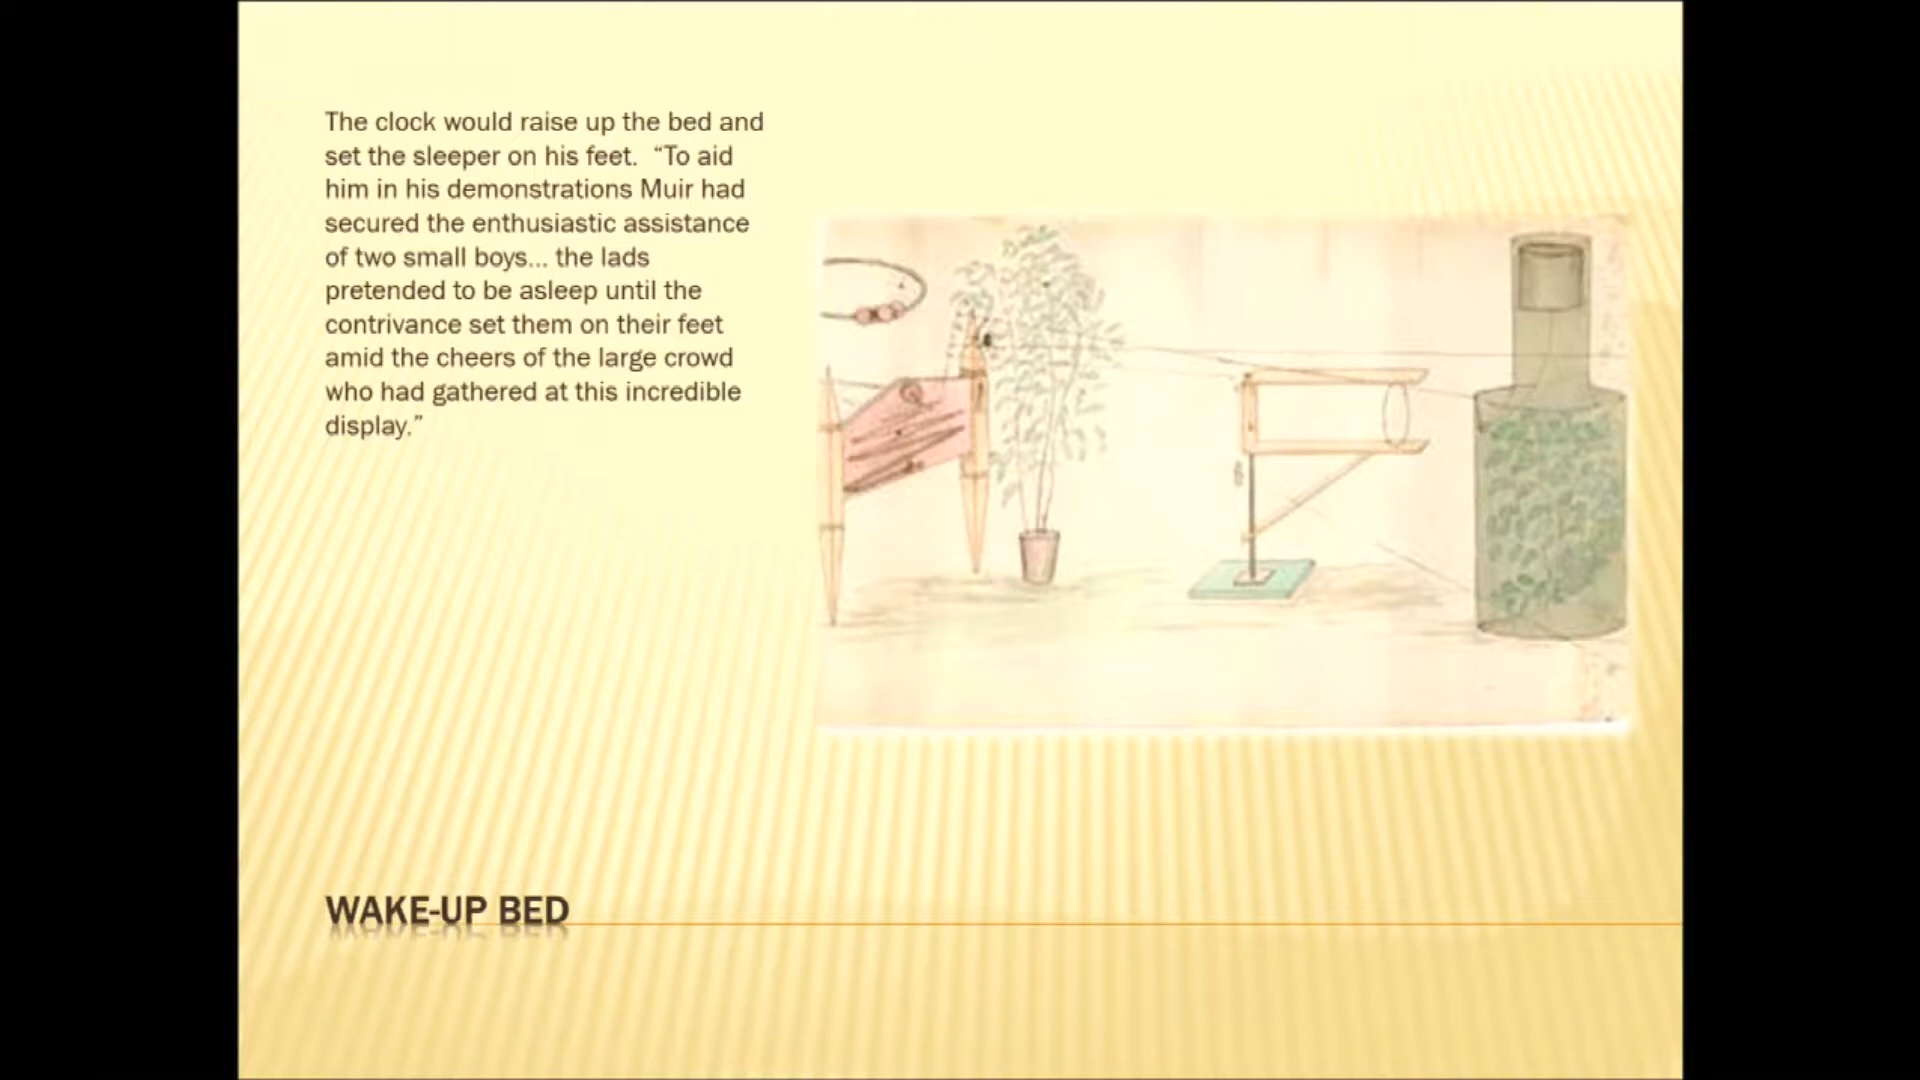 The clock would raise up the bed and
set the sleeper on his feet.  “To aid
him in his demonstrations Muir had
secured the enthusiastic assistance
of two small boys... the lads
pretended to be asleep until the
contrivance set them on their feet
amid the cheers of the large crowd
who had gathered at this incredible
display.”
WAKE-UP BED